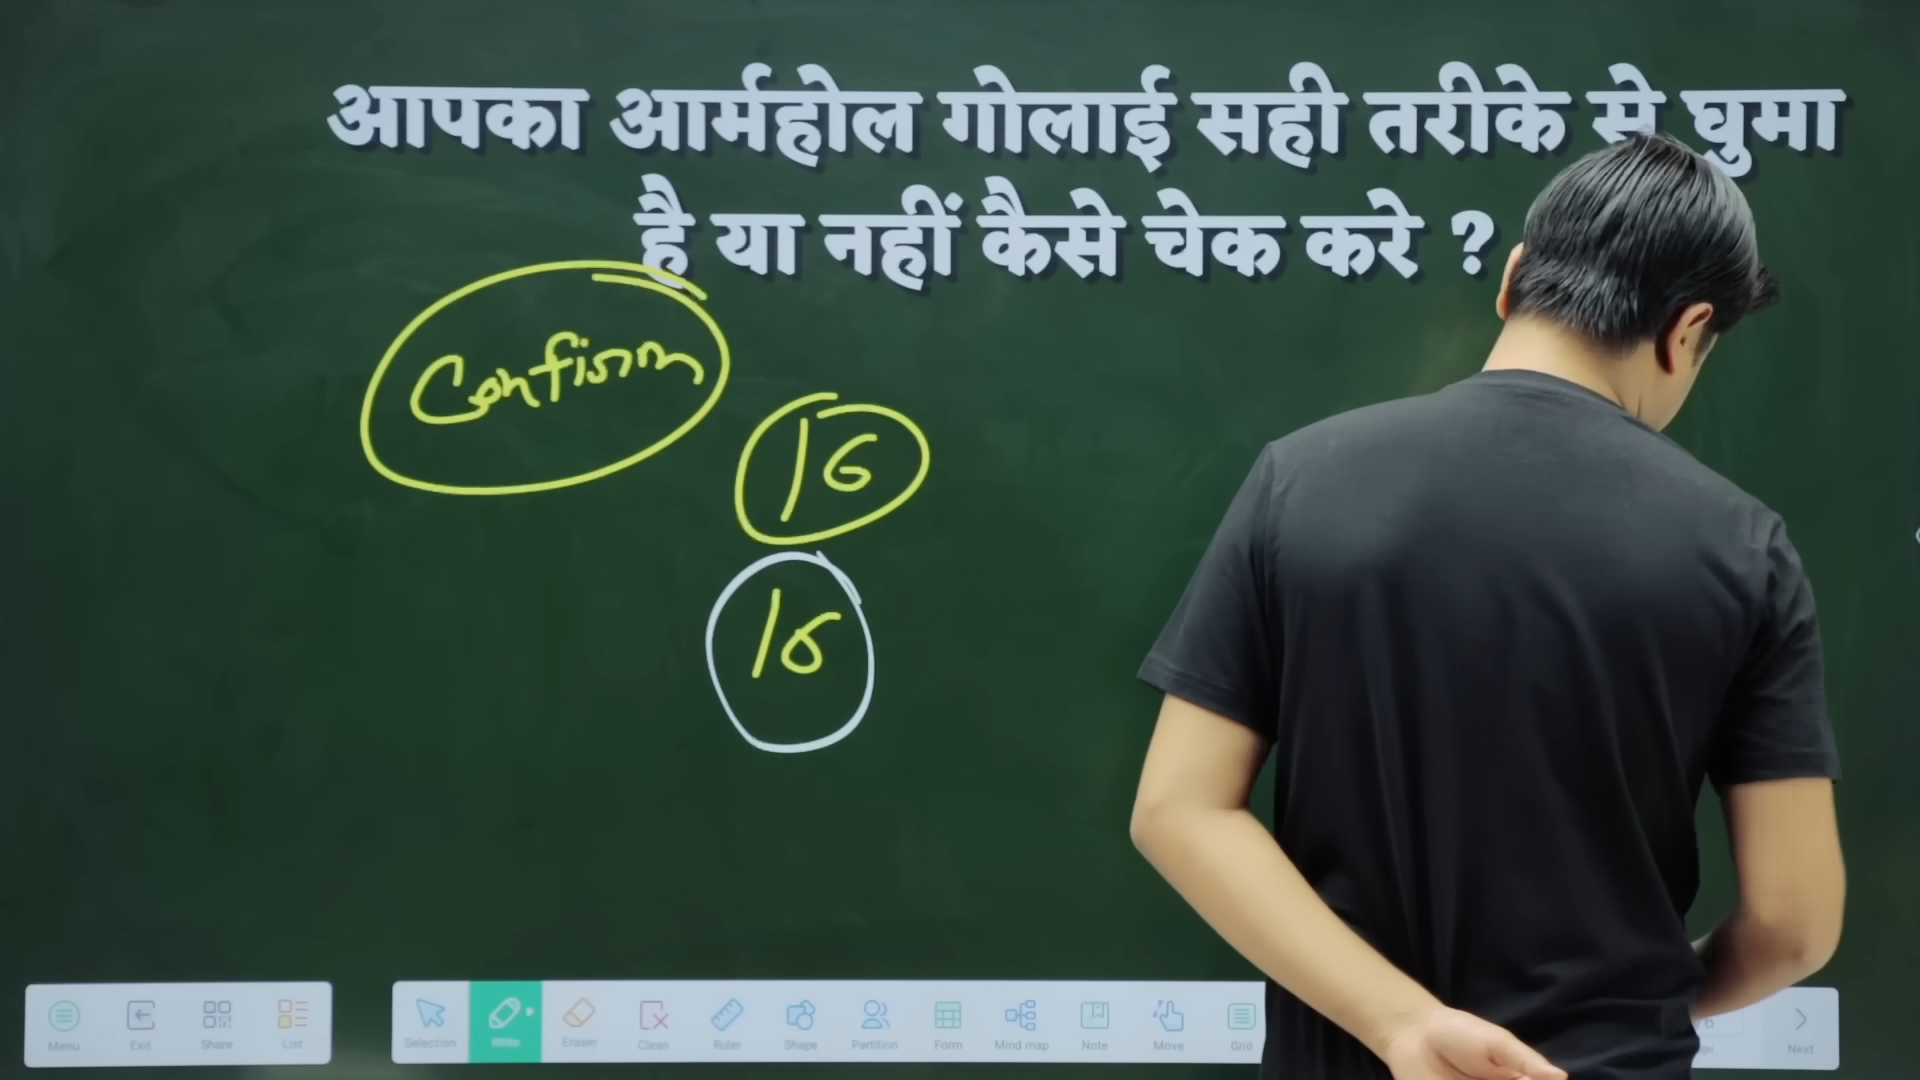 आपका आर्महोल गोलाई सही तरीके से घुमा
है या नहीं कैसे चेक करे ?
Confirm
16
16
Menu Exit Share List Selection Write Eraser Clean Ruler Shape Partition Form Mind map Note Move Grid Next